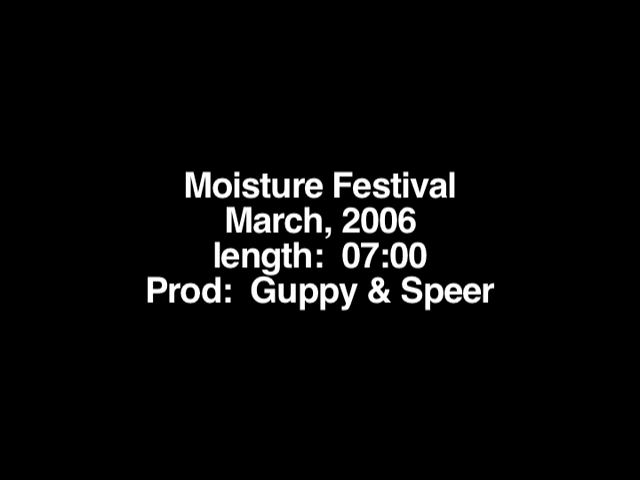 Moisture Festival
March, 2006
length:  07:00
Prod:  Guppy & Speer